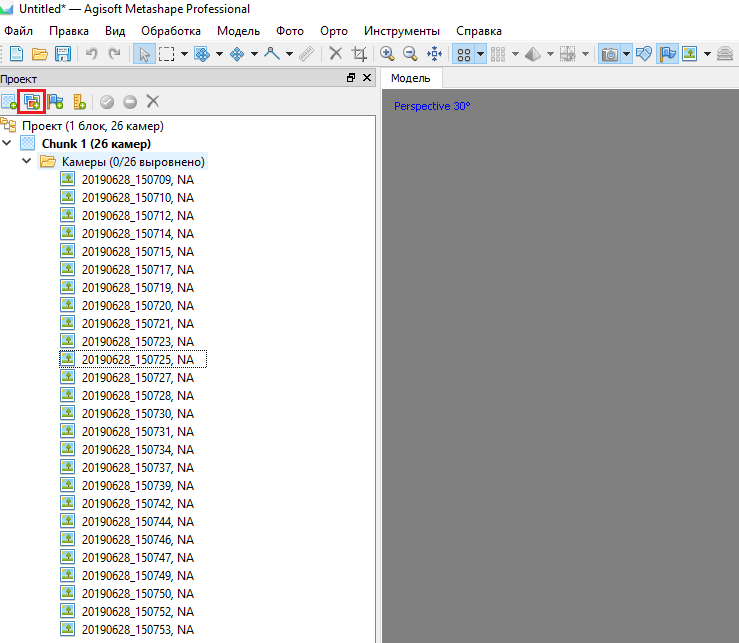 Untitled* — Agisoft Metashape Professional
Файл Правка Вид Обработка Модель Фото Орто Инструменты Справка
Проект
Модель
Perspective 30°
Проект (1 блок, 26 камер)
Chunk 1 (26 камер)
Камеры (0/26 выровнено)
20190628_150709, NA
20190628_150710, NA
20190628_150712, NA
20190628_150714, NA
20190628_150715, NA
20190628_150717, NA
20190628_150719, NA
20190628_150720, NA
20190628_150721, NA
20190628_150723, NA
20190628_150725, NA
20190628_150727, NA
20190628_150728, NA
20190628_150730, NA
20190628_150731, NA
20190628_150734, NA
20190628_150737, NA
20190628_150739, NA
20190628_150742, NA
20190628_150744, NA
20190628_150746, NA
20190628_150747, NA
20190628_150749, NA
20190628_150750, NA
20190628_150752, NA
20190628_150753, NA